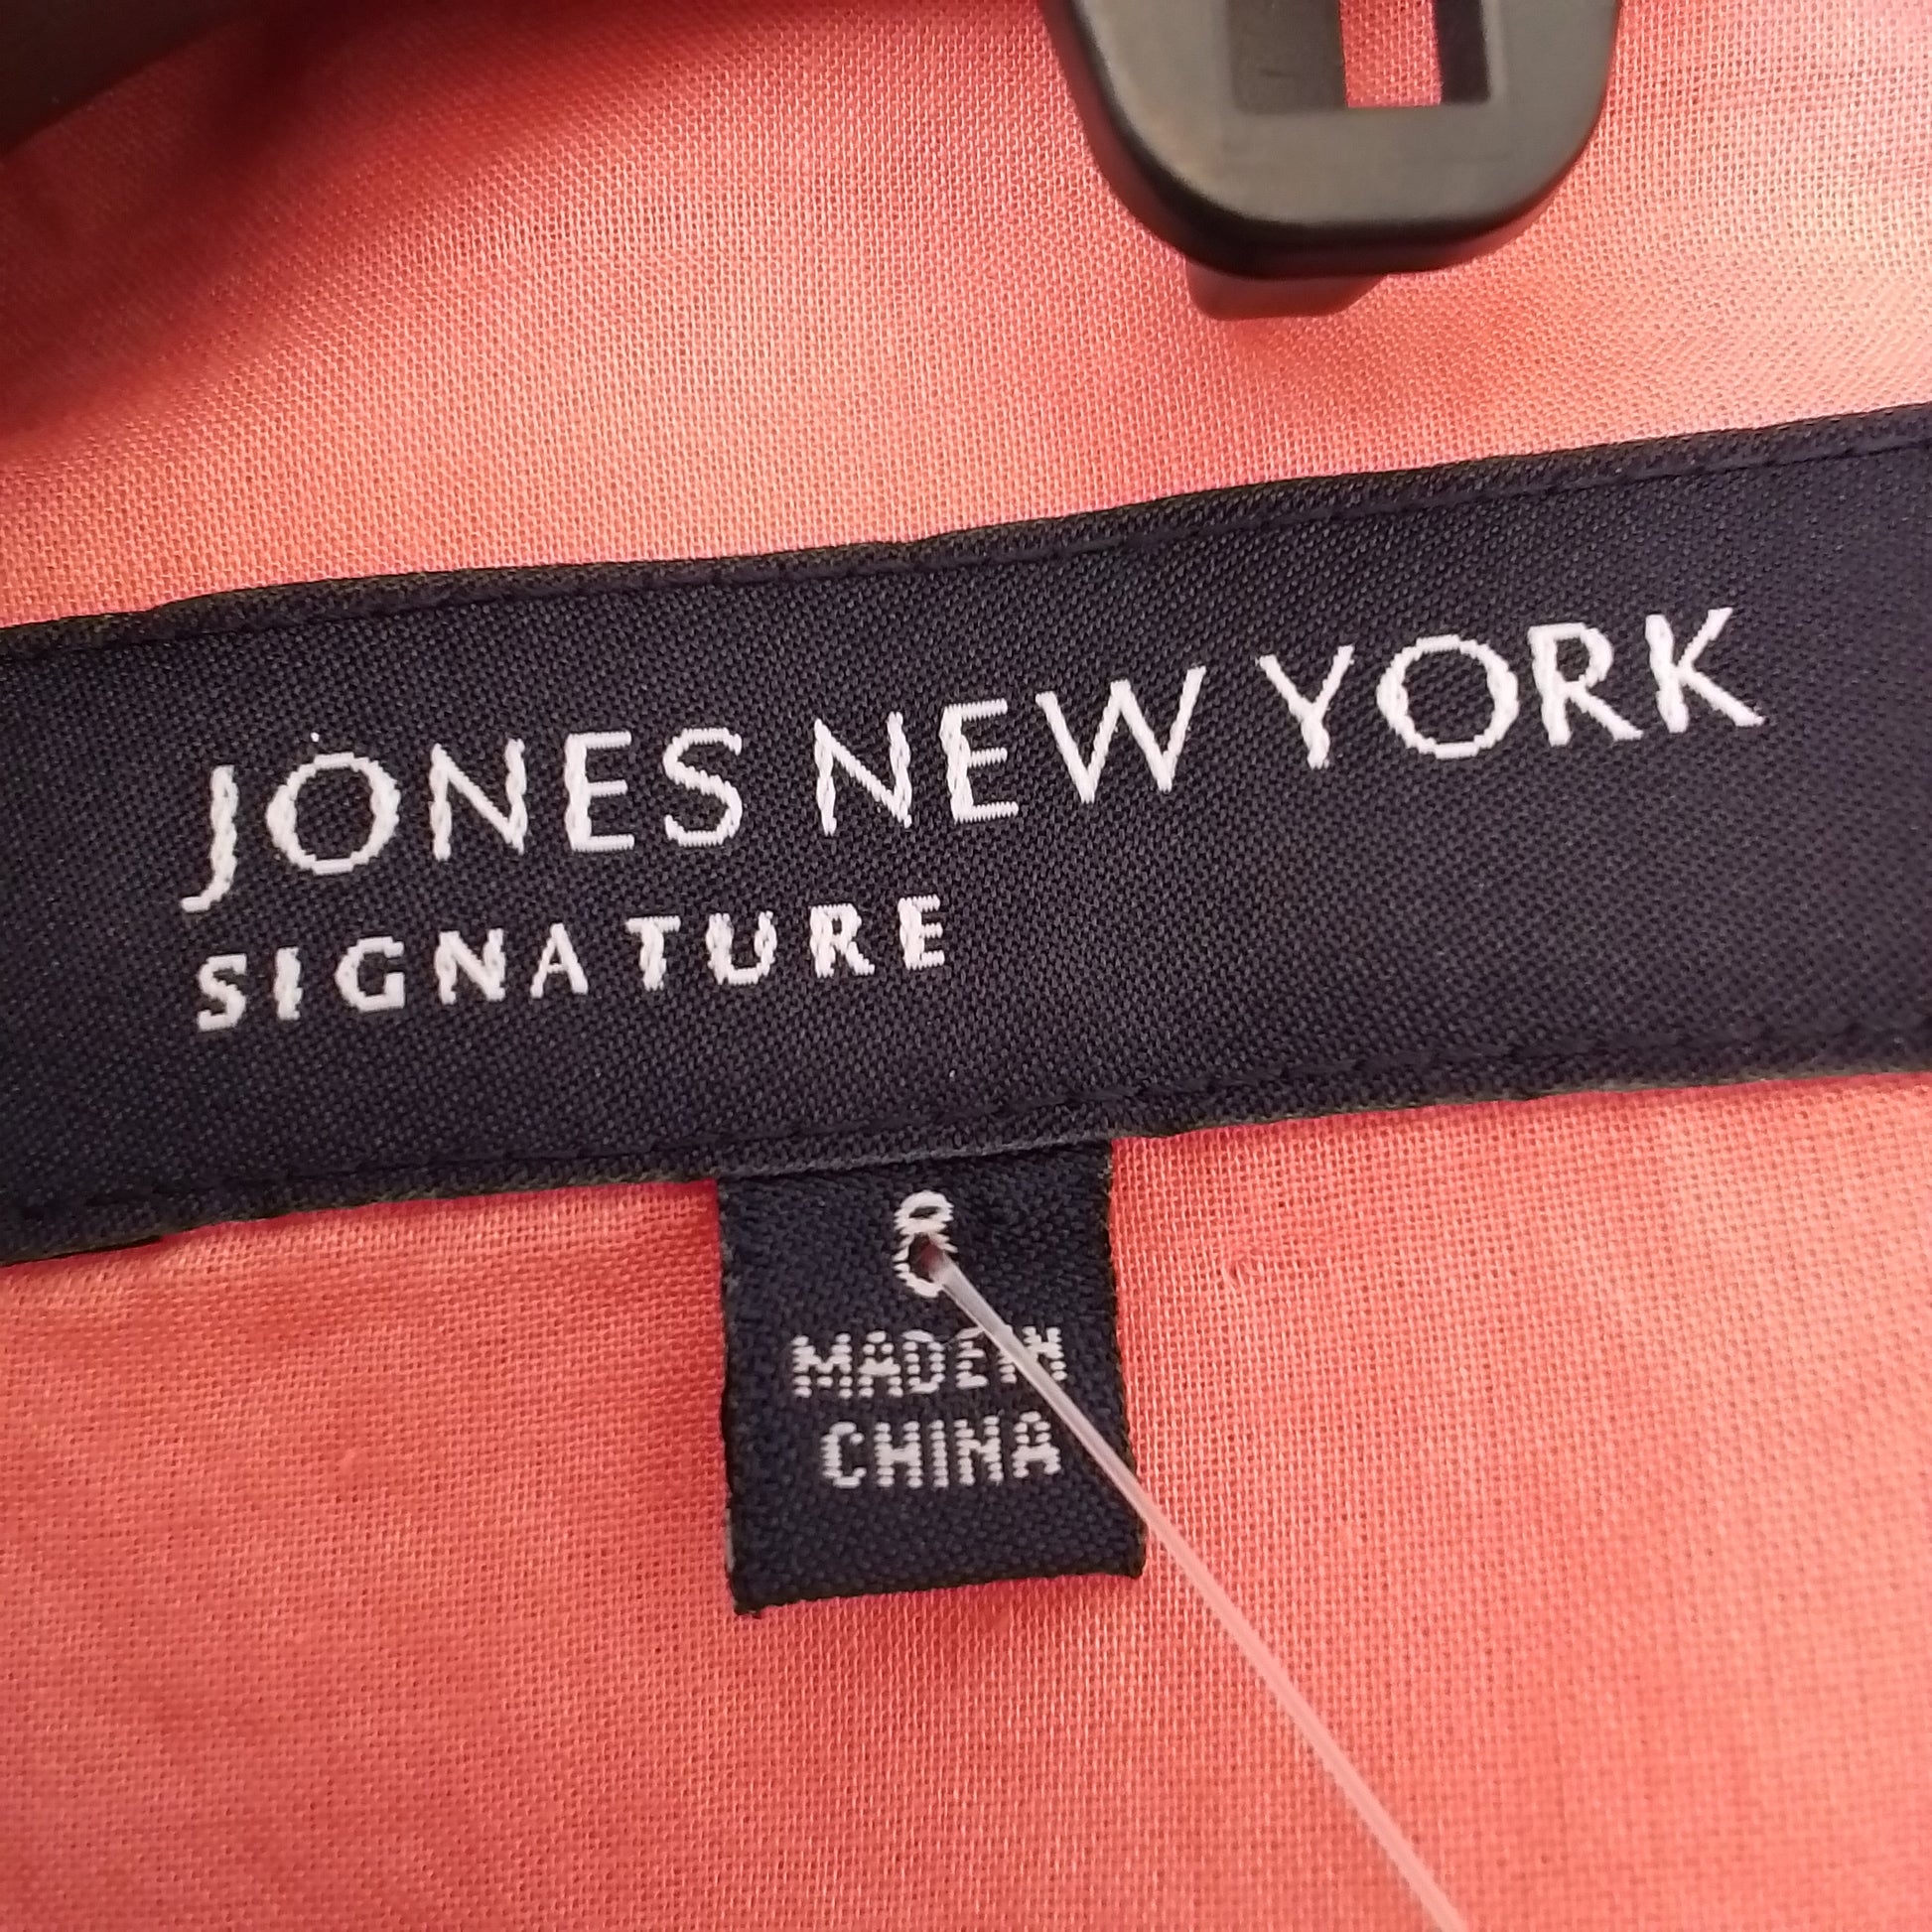 JONES NEW YORK
SIGNATURE
8
MADE IN
CHINA